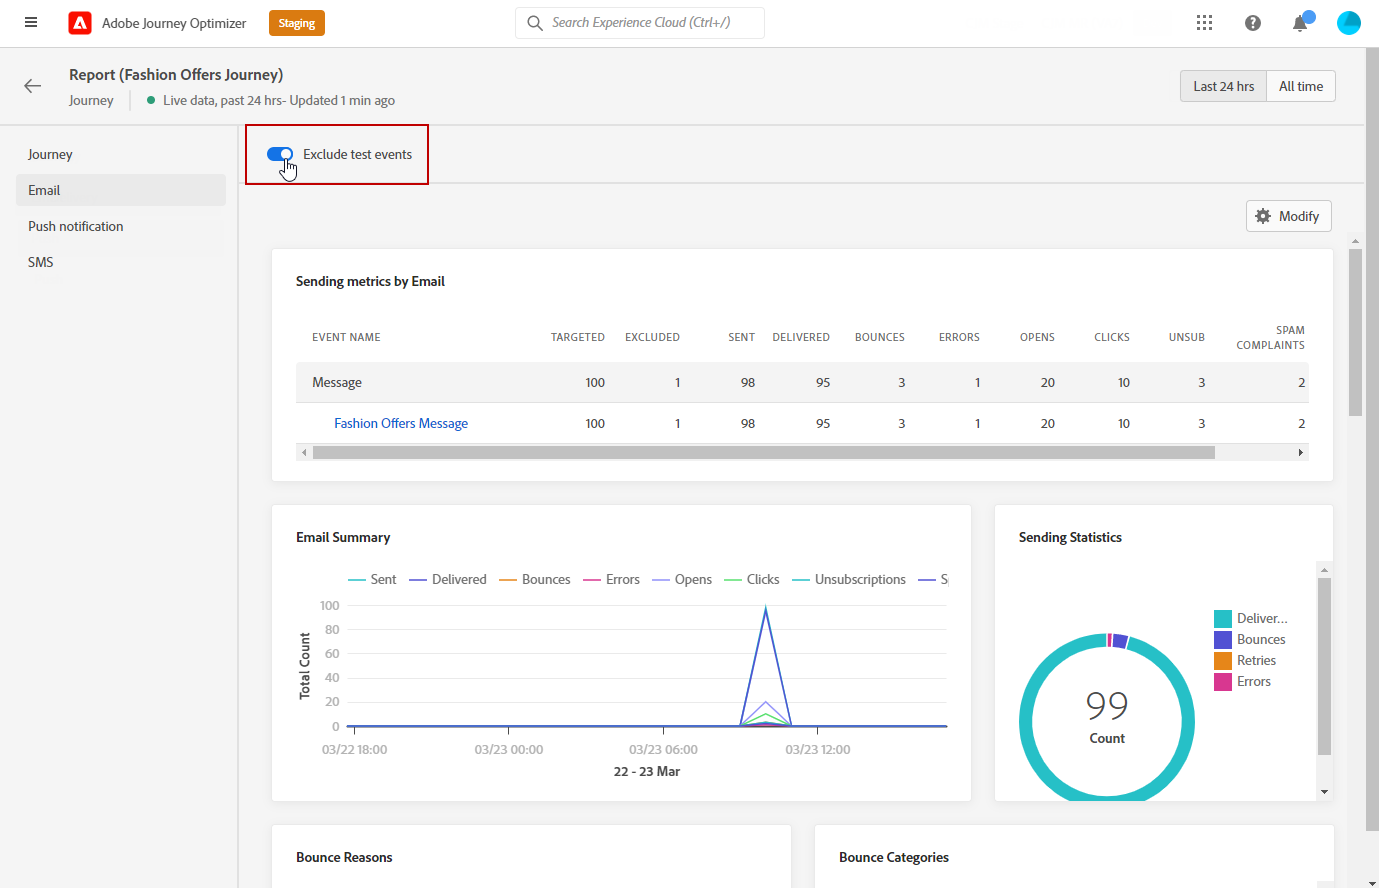 Adobe Journey Optimizer
Staging
Search Experience Cloud (Ctrl+/)
Report (Fashion Offers Journey)
Journey
Live data, past 24 hrs- Updated 1 min ago
Last 24 hrs
All time
Journey
Email
Push notification
SMS
Exclude test events
Modify
Sending metrics by Email
EVENT NAME TARGETED EXCLUDED SENT DELIVERED BOUNCES ERRORS OPENS CLICKS UNSUB SPAM COMPLAINTS
Message 100 1 98 95 3 1 20 10 3 2
Fashion Offers Message 100 1 98 95 3 1 20 10 3 2
Email Summary
Sent Delivered Bounces Errors Opens Clicks Unsubscriptions S
Total Count
100
80
60
40
20
0
03/22 18:00 03/23 00:00 03/23 06:00 03/23 12:00
22 - 23 Mar
Sending Statistics
Deliver...
Bounces
Retries
Errors
99
Count
Bounce Reasons
Bounce Categories